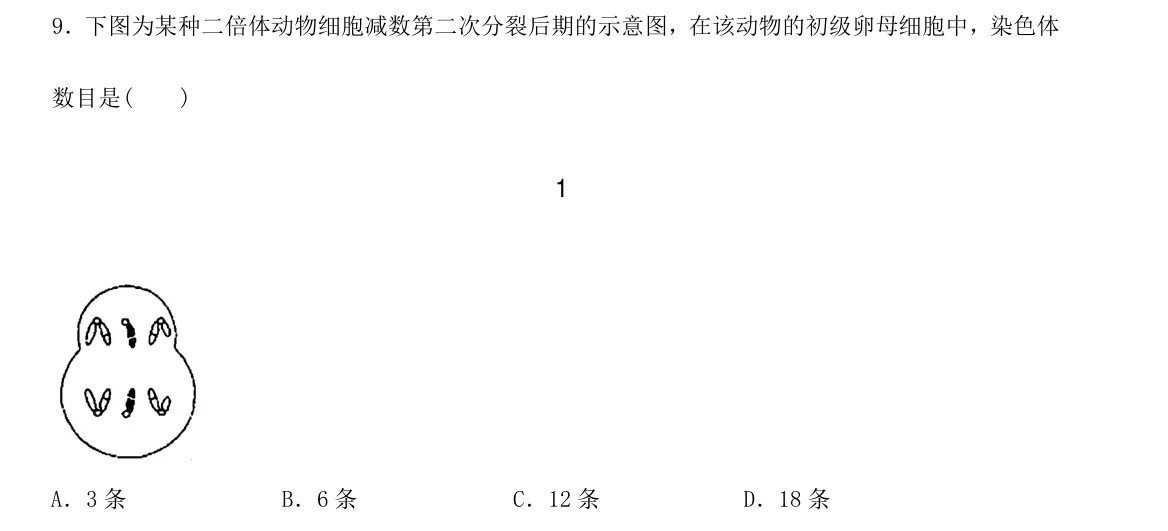 9. 下图为某种二倍体动物细胞减数第二次分裂后期的示意图，在该动物的初级卵母细胞中，染色体
数目是(　　)
1
A. 3 条 B. 6 条 C. 12 条 D. 18 条